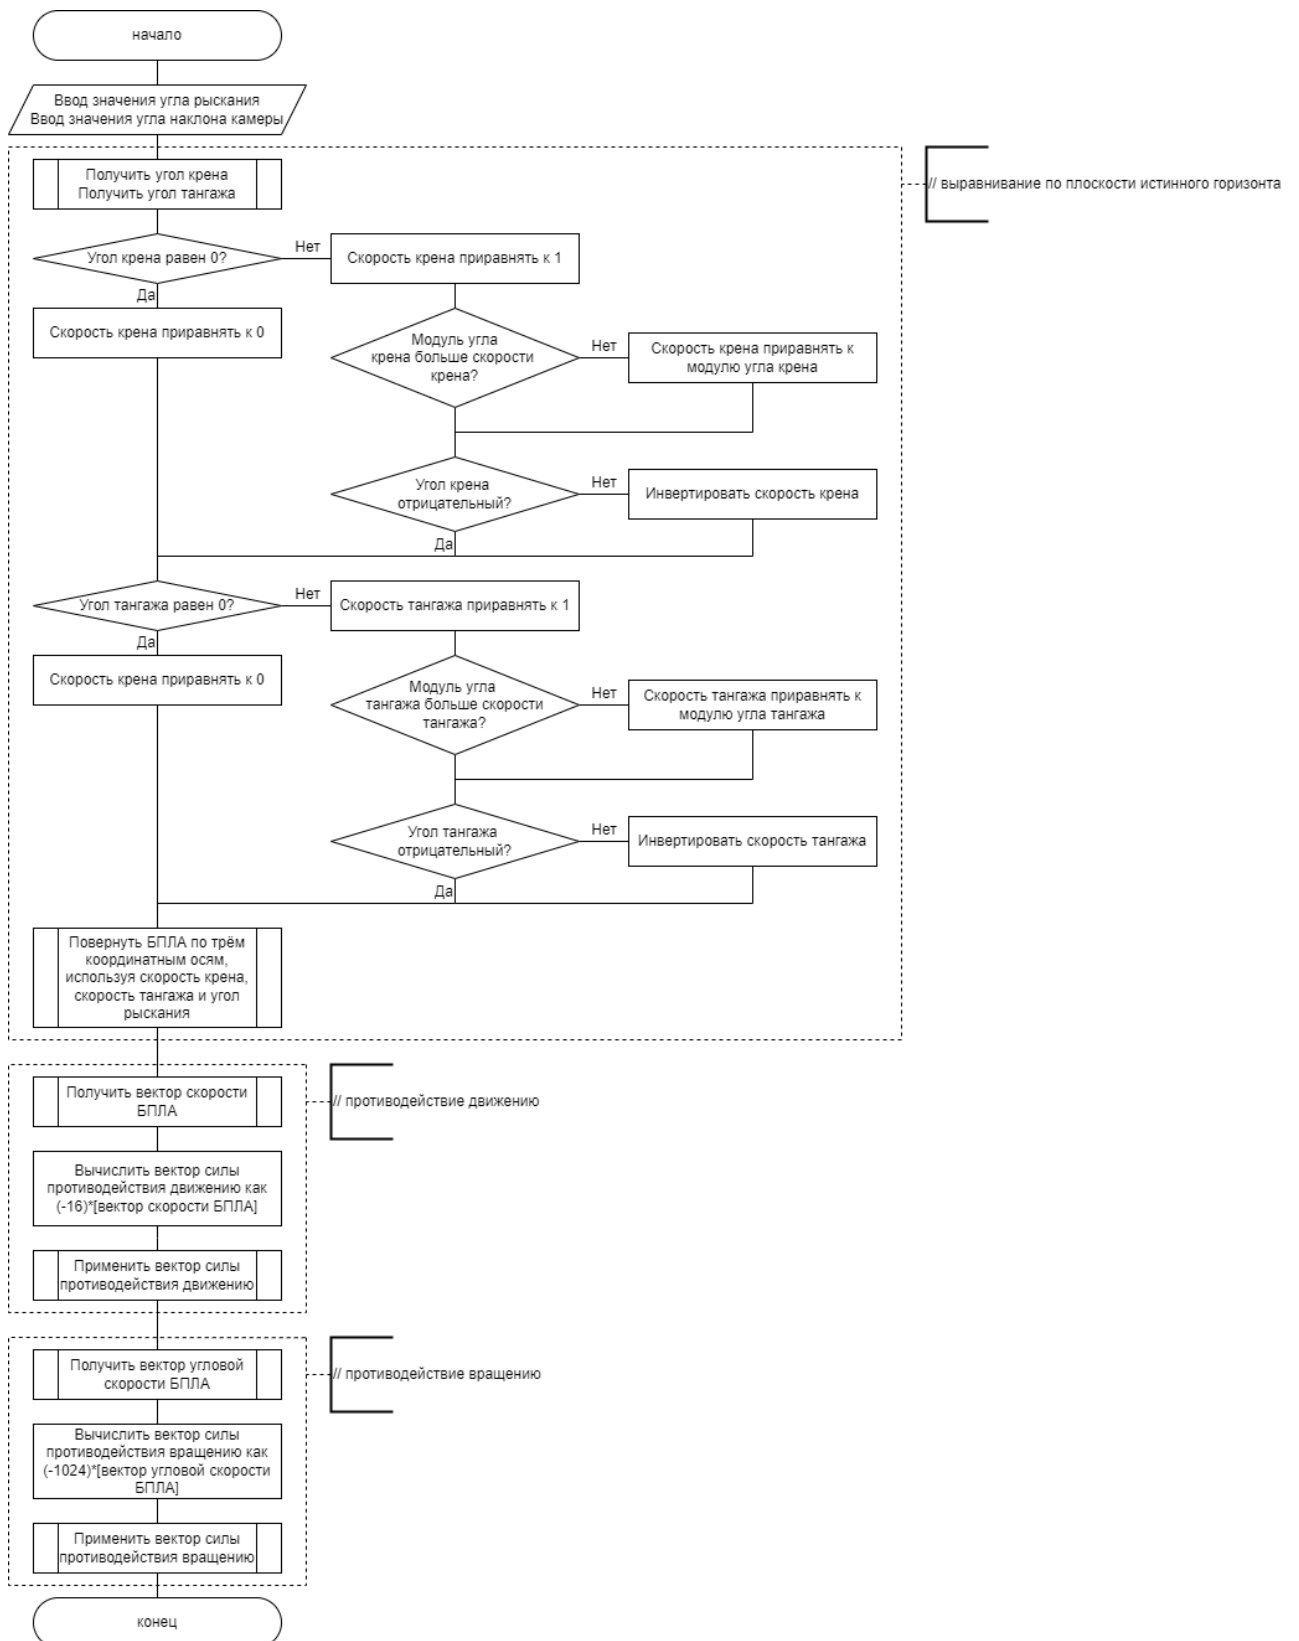 начало
Ввод значения угла рыскания
Ввод значения угла наклона камеры
Получить угол крена
Получить угол тангажа
// выравнивание по плоскости истинного горизонта
Угол крена равен 0?
Нет
Скорость крена приравнять к 1
Да
Скорость крена приравнять к 0
Модуль угла
крена больше скорости
крена?
Нет
Скорость крена приравнять к
модулю угла крена
Угол крена
отрицательный?
Нет
Инвертировать скорость крена
Да
Угол тангажа равен 0?
Нет
Скорость тангажа приравнять к 1
Да
Скорость крена приравнять к 0
Модуль угла
тангажа больше скорости
тангажа?
Нет
Скорость тангажа приравнять к
модулю угла тангажа
Угол тангажа
отрицательный?
Нет
Инвертировать скорость тангажа
Да
Повернуть БПЛА по трём
координатным осям,
используя скорость крена,
скорость тангажа и угол
рыскания
Получить вектор скорости
БПЛА
// противодействие движению
Вычислить вектор силы
противодействия движению как
(-16)*[вектор скорости БПЛА]
Применить вектор силы
противодействия движению
Получить вектор угловой
скорости БПЛА
// противодействие вращению
Вычислить вектор силы
противодействия вращению как
(-1024)*[вектор угловой скорости
БПЛА]
Применить вектор силы
противодействия вращению
конец